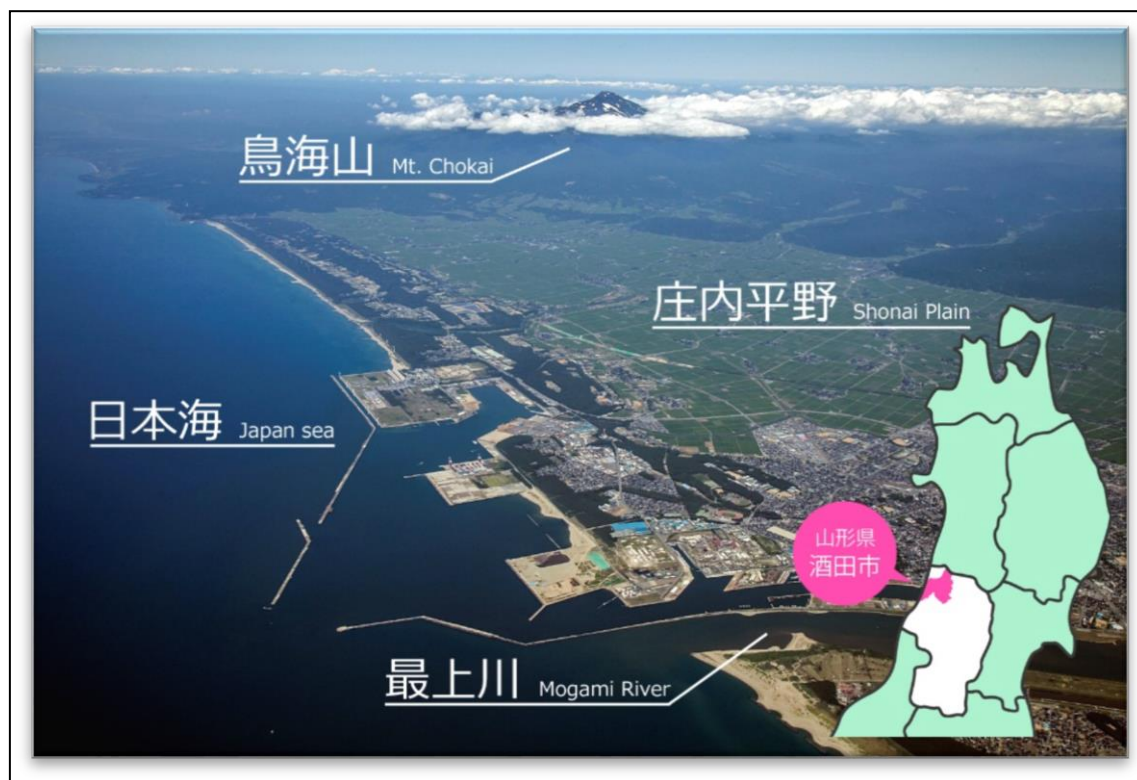 鳥海山 Mt. Chokai
庄内平野 Shonai Plain
日本海 Japan sea
山形県
酒田市
最上川 Mogami River